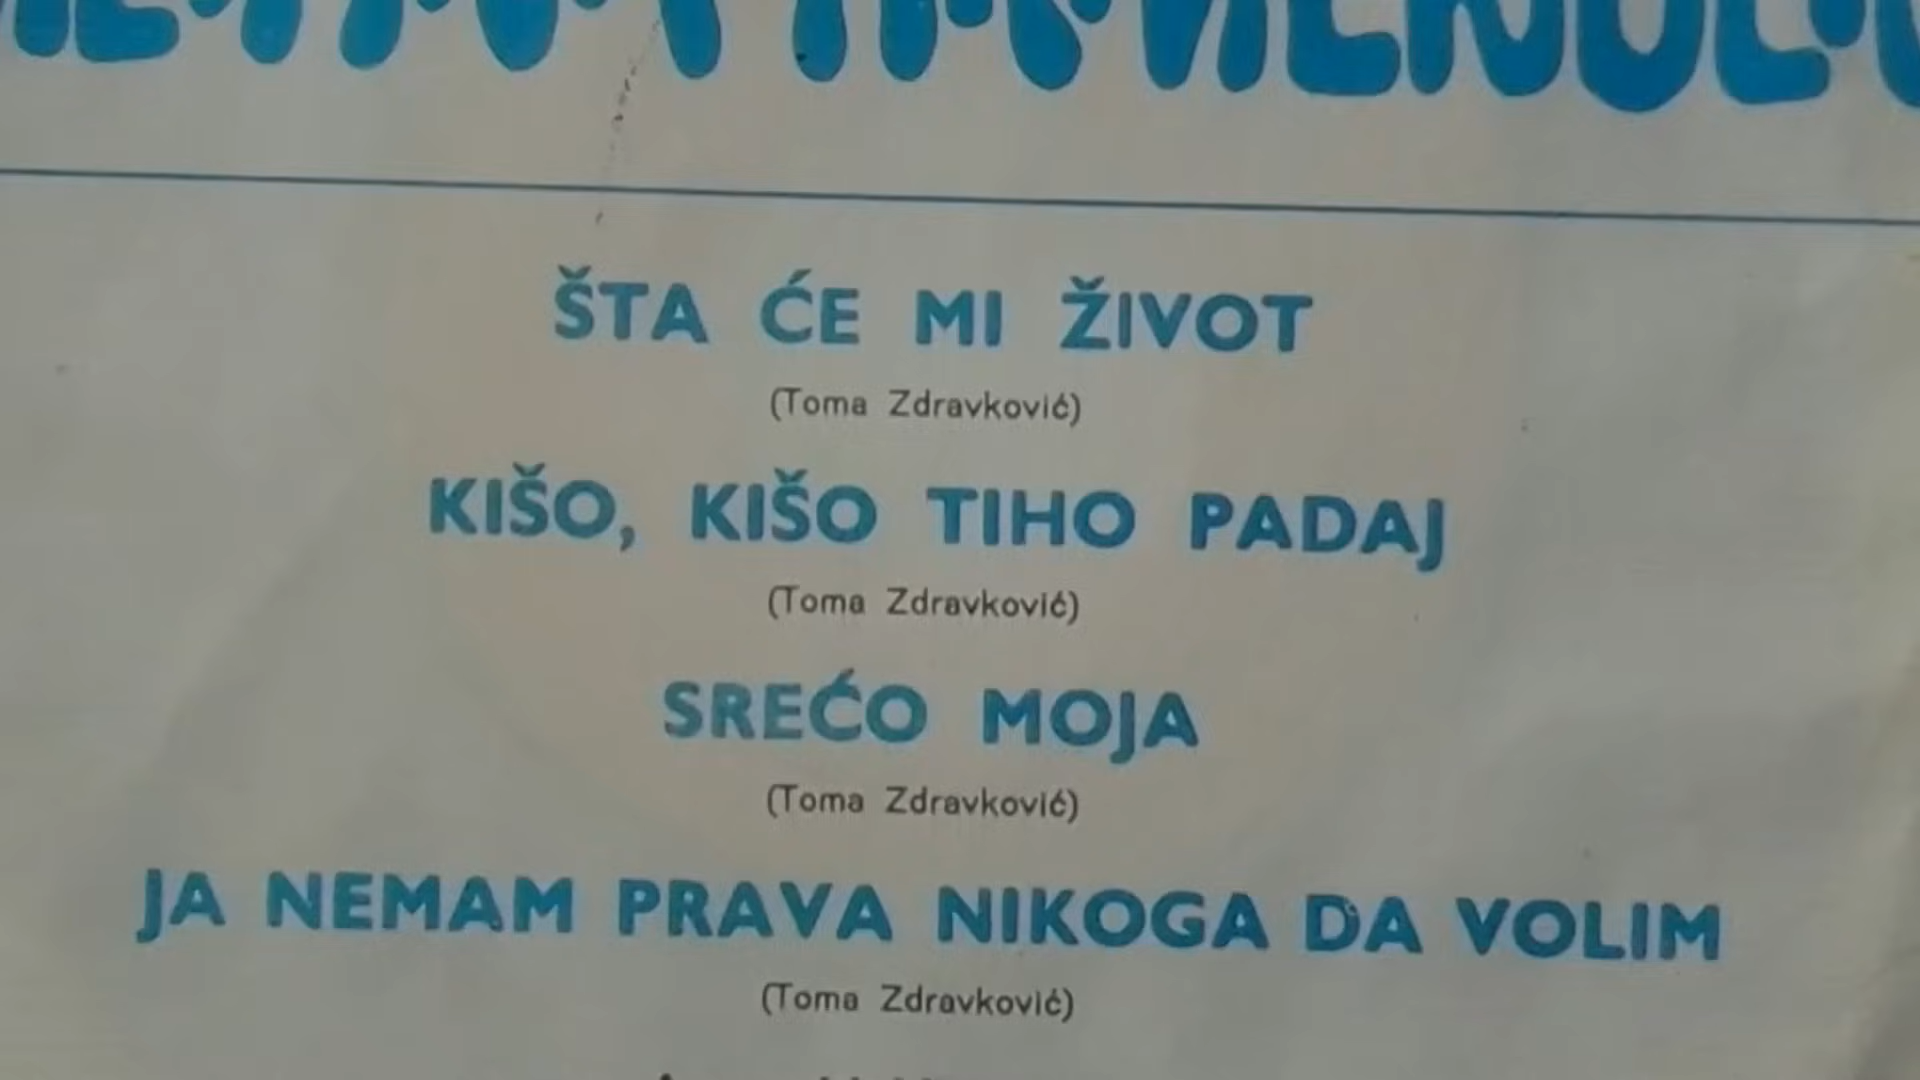 ŠTA ĆE MI ŽIVOT
(Toma Zdravković)
KIŠO, KIŠO TIHO PADAJ
(Toma Zdravković)
SREĆO MOJA
(Toma Zdravković)
JA NEMAM PRAVA NIKOGA DA VOLIM
(Toma Zdravković)